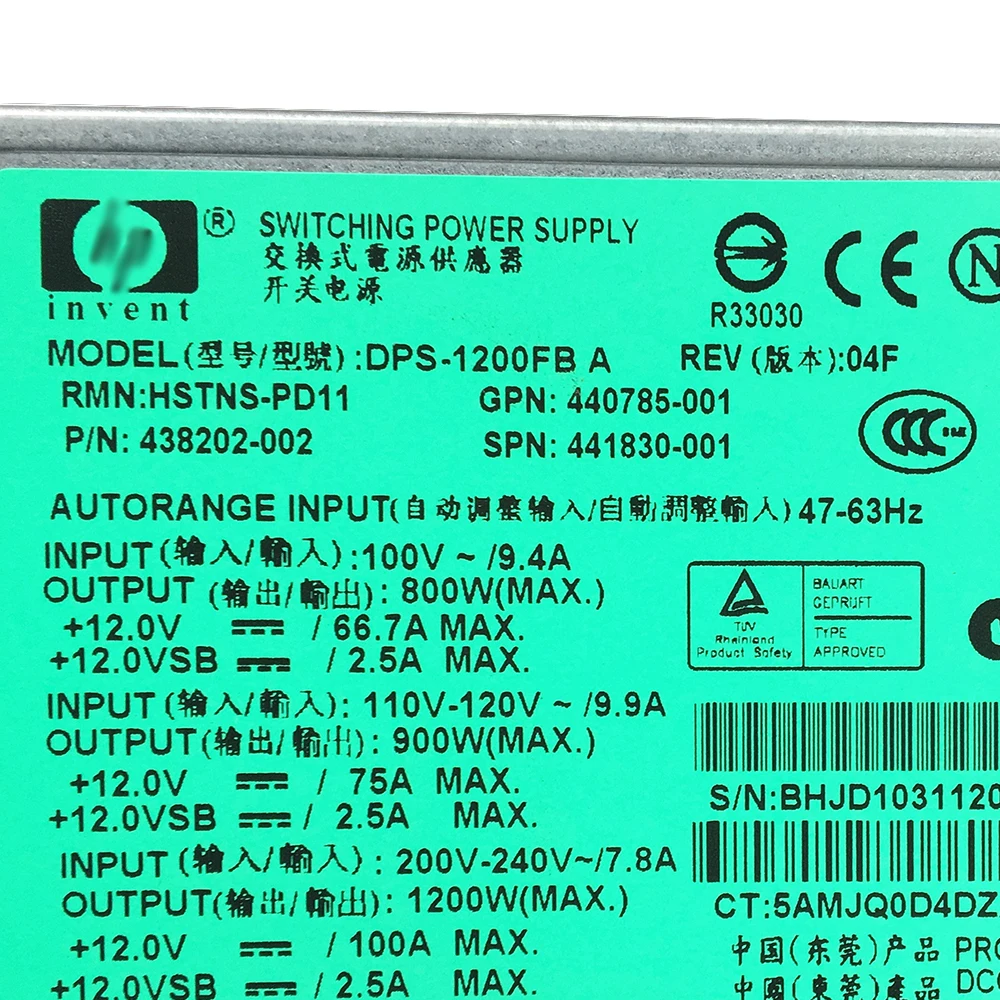 hp ® SWITCHING POWER SUPPLY
交換式電源供應器
invent 开关电源
R33030
MODEL(型号/型號):DPS-1200FB A REV(版本):04F
RMN:HSTNS-PD11 GPN: 440785-001
P/N: 438202-002 SPN: 441830-001
AUTORANGE INPUT(自动调整输入/自動調整輸入) 47-63Hz
INPUT(输入/輸入):100V ~ /9.4A
OUTPUT (输出/輸出): 800W(MAX.)
+12.0V / 66.7A MAX.
+12.0VSB / 2.5A MAX.
TUV
Rheinland
Product Safety
BAUART
GEPRUFT
TYPE
APPROVED
INPUT(输入/輸入): 110V-120V ~ /9.9A
OUTPUT(输出/輸出): 900W(MAX.)
+12.0V / 75A MAX.
+12.0VSB / 2.5A MAX.
S/N:BHJD1031120
INPUT (输入/輸入) : 200V-240V~/7.8A
OUTPUT(输出/輸出): 1200W(MAX.)
CT:5AMJQ0D4DZ
+12.0V / 100A MAX.
+12.0VSB / 2.5A MAX.
中国(东莞)产品
中國(東莞)產品